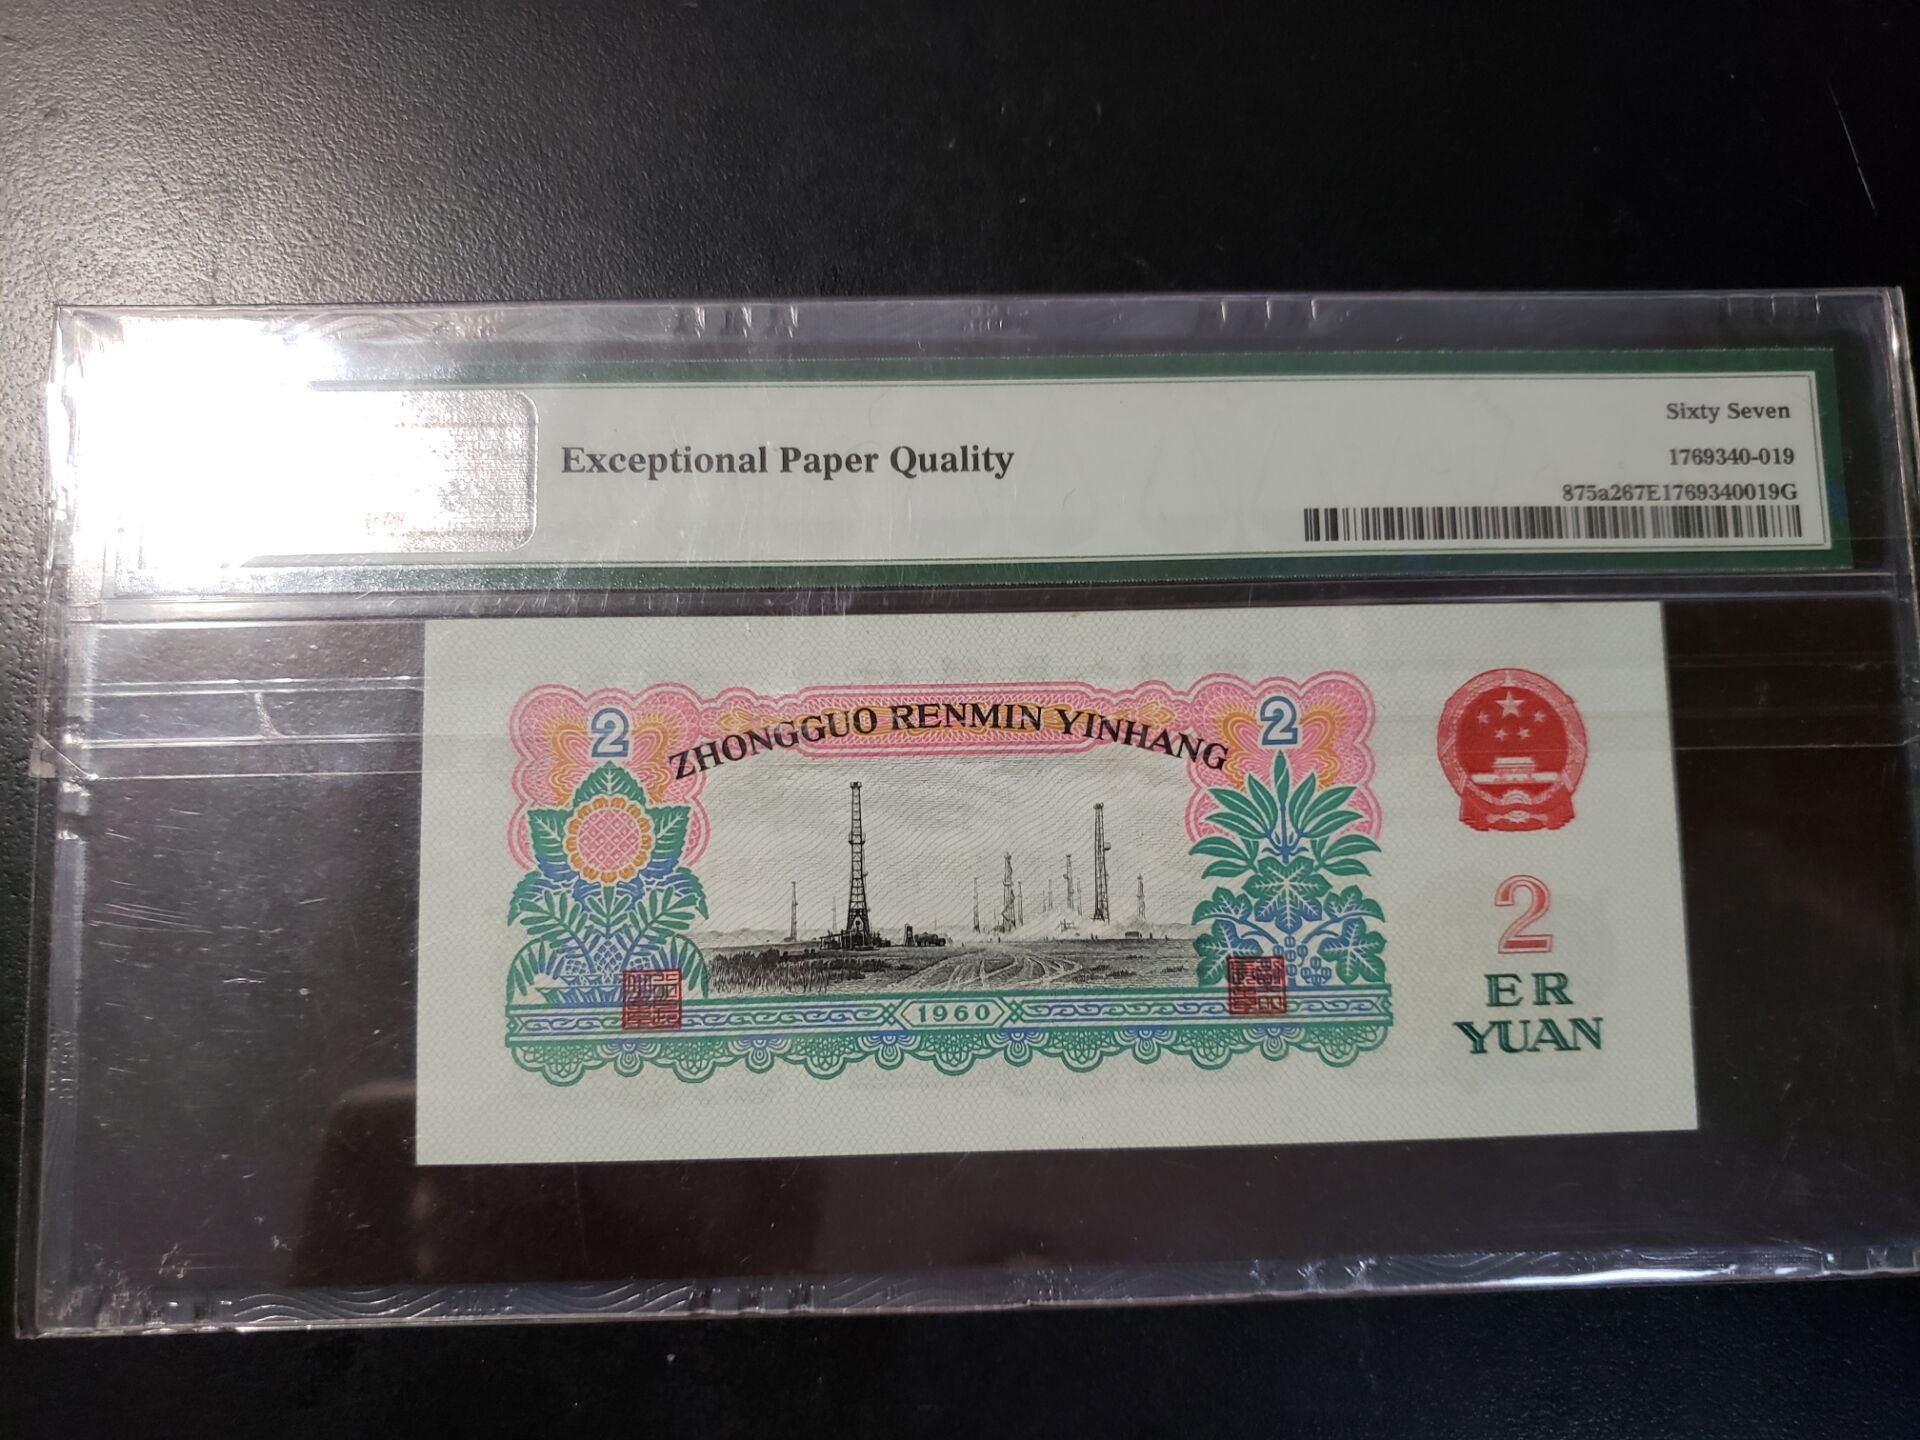 Sixty Seven
Exceptional Paper Quality
1769340-019
875a267E1769340019G
2
ZHONGGUO RENMIN YINHANG
2
1960
2
ER
YUAN